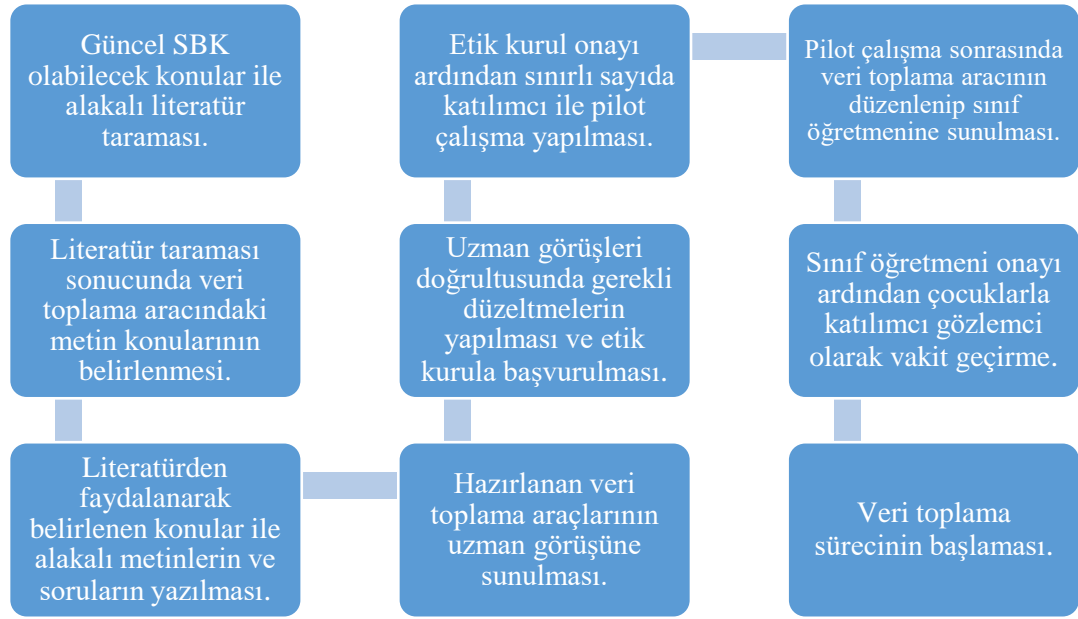 Güncel SBK
olabilecek konular ile
alakalı literatür
taraması.
Literatür taraması
sonucunda veri
toplama aracındaki
metin konularının
belirlenmesi.
Literatürden
faydalanarak
belirlenen konular ile
alakalı metinlerin ve
soruların yazılması.
Hazırlanan veri
toplama araçlarının
uzman görüşüne
sunulması.
Uzman görüşleri
doğrultusunda gerekli
düzeltmelerin
yapılması ve etik
kurula başvurulması.
Etik kurul onayı
ardından sınırlı sayıda
katılımcı ile pilot
çalışma yapılması.
Pilot çalışma sonrasında
veri toplama aracının
düzenlenip sınıf
öğretmenine sunulması.
Sınıf öğretmeni onayı
ardından çocuklarla
katılımcı gözlemci
olarak vakit geçirme.
Veri toplama
sürecinin başlaması.